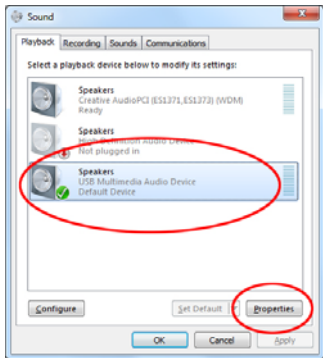 Sound
Playback Recording Sounds Communications
Select a playback device below to modify its settings:
Speakers
Creative AudioPCI (ES1371,ES1373) (WDM)
Ready
Speakers
High Definition Audio Device
Not plugged in
Speakers
USB Multimedia Audio Device
Default Device
Configure Set Default Properties
OK Cancel Apply